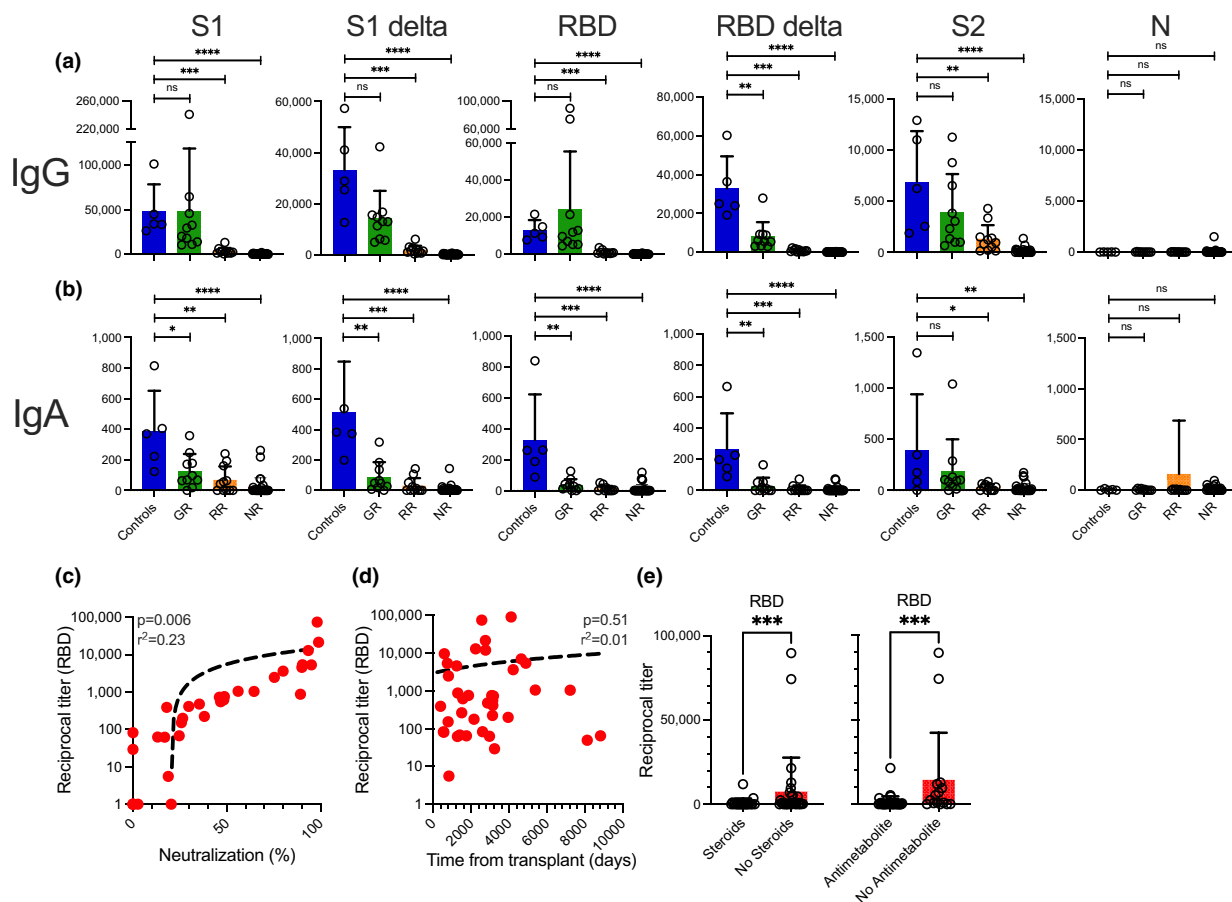 S1 S1 delta RBD RBD delta S2 N
(a)
**** **** **** **** **** ns
*** *** *** *** ** ns
ns ns ns ** ns ns
IgG
260,000 220,000 100,000 50,000 0
60,000 40,000 20,000 0
100,000 80,000 60,000 40,000 20,000 0
80,000 60,000 40,000 20,000 0
15,000 10,000 5,000 0
15,000 10,000 5,000 0
(b)
**** **** **** **** ** ns
** *** *** *** * ns
* ** ** ** ns ns
IgA
1,000 800 600 400 200 0
1,000 800 600 400 200 0
1,000 800 600 400 200 0
1,000 800 600 400 200 0
1,500 1,000 500 0
1,500 1,000 500 0
Controls GR RR NR
Controls GR RR NR
Controls GR RR NR
Controls GR RR NR
Controls GR RR NR
Controls GR RR NR
(c)
p=0.006
r2=0.23
Reciprocal titer (RBD)
100,000
10,000
1,000
100
10
1
0 50 100
Neutralization (%)
(d)
p=0.51
r2=0.01
Reciprocal titer (RBD)
100,000
10,000
1,000
100
10
1
0 2000 4000 6000 8000 10000
Time from transplant (days)
(e)
RBD RBD
*** ***
Reciprocal titer
100,000
50,000
0
Steroids No Steroids
Antimetabolite No Antimetabolite